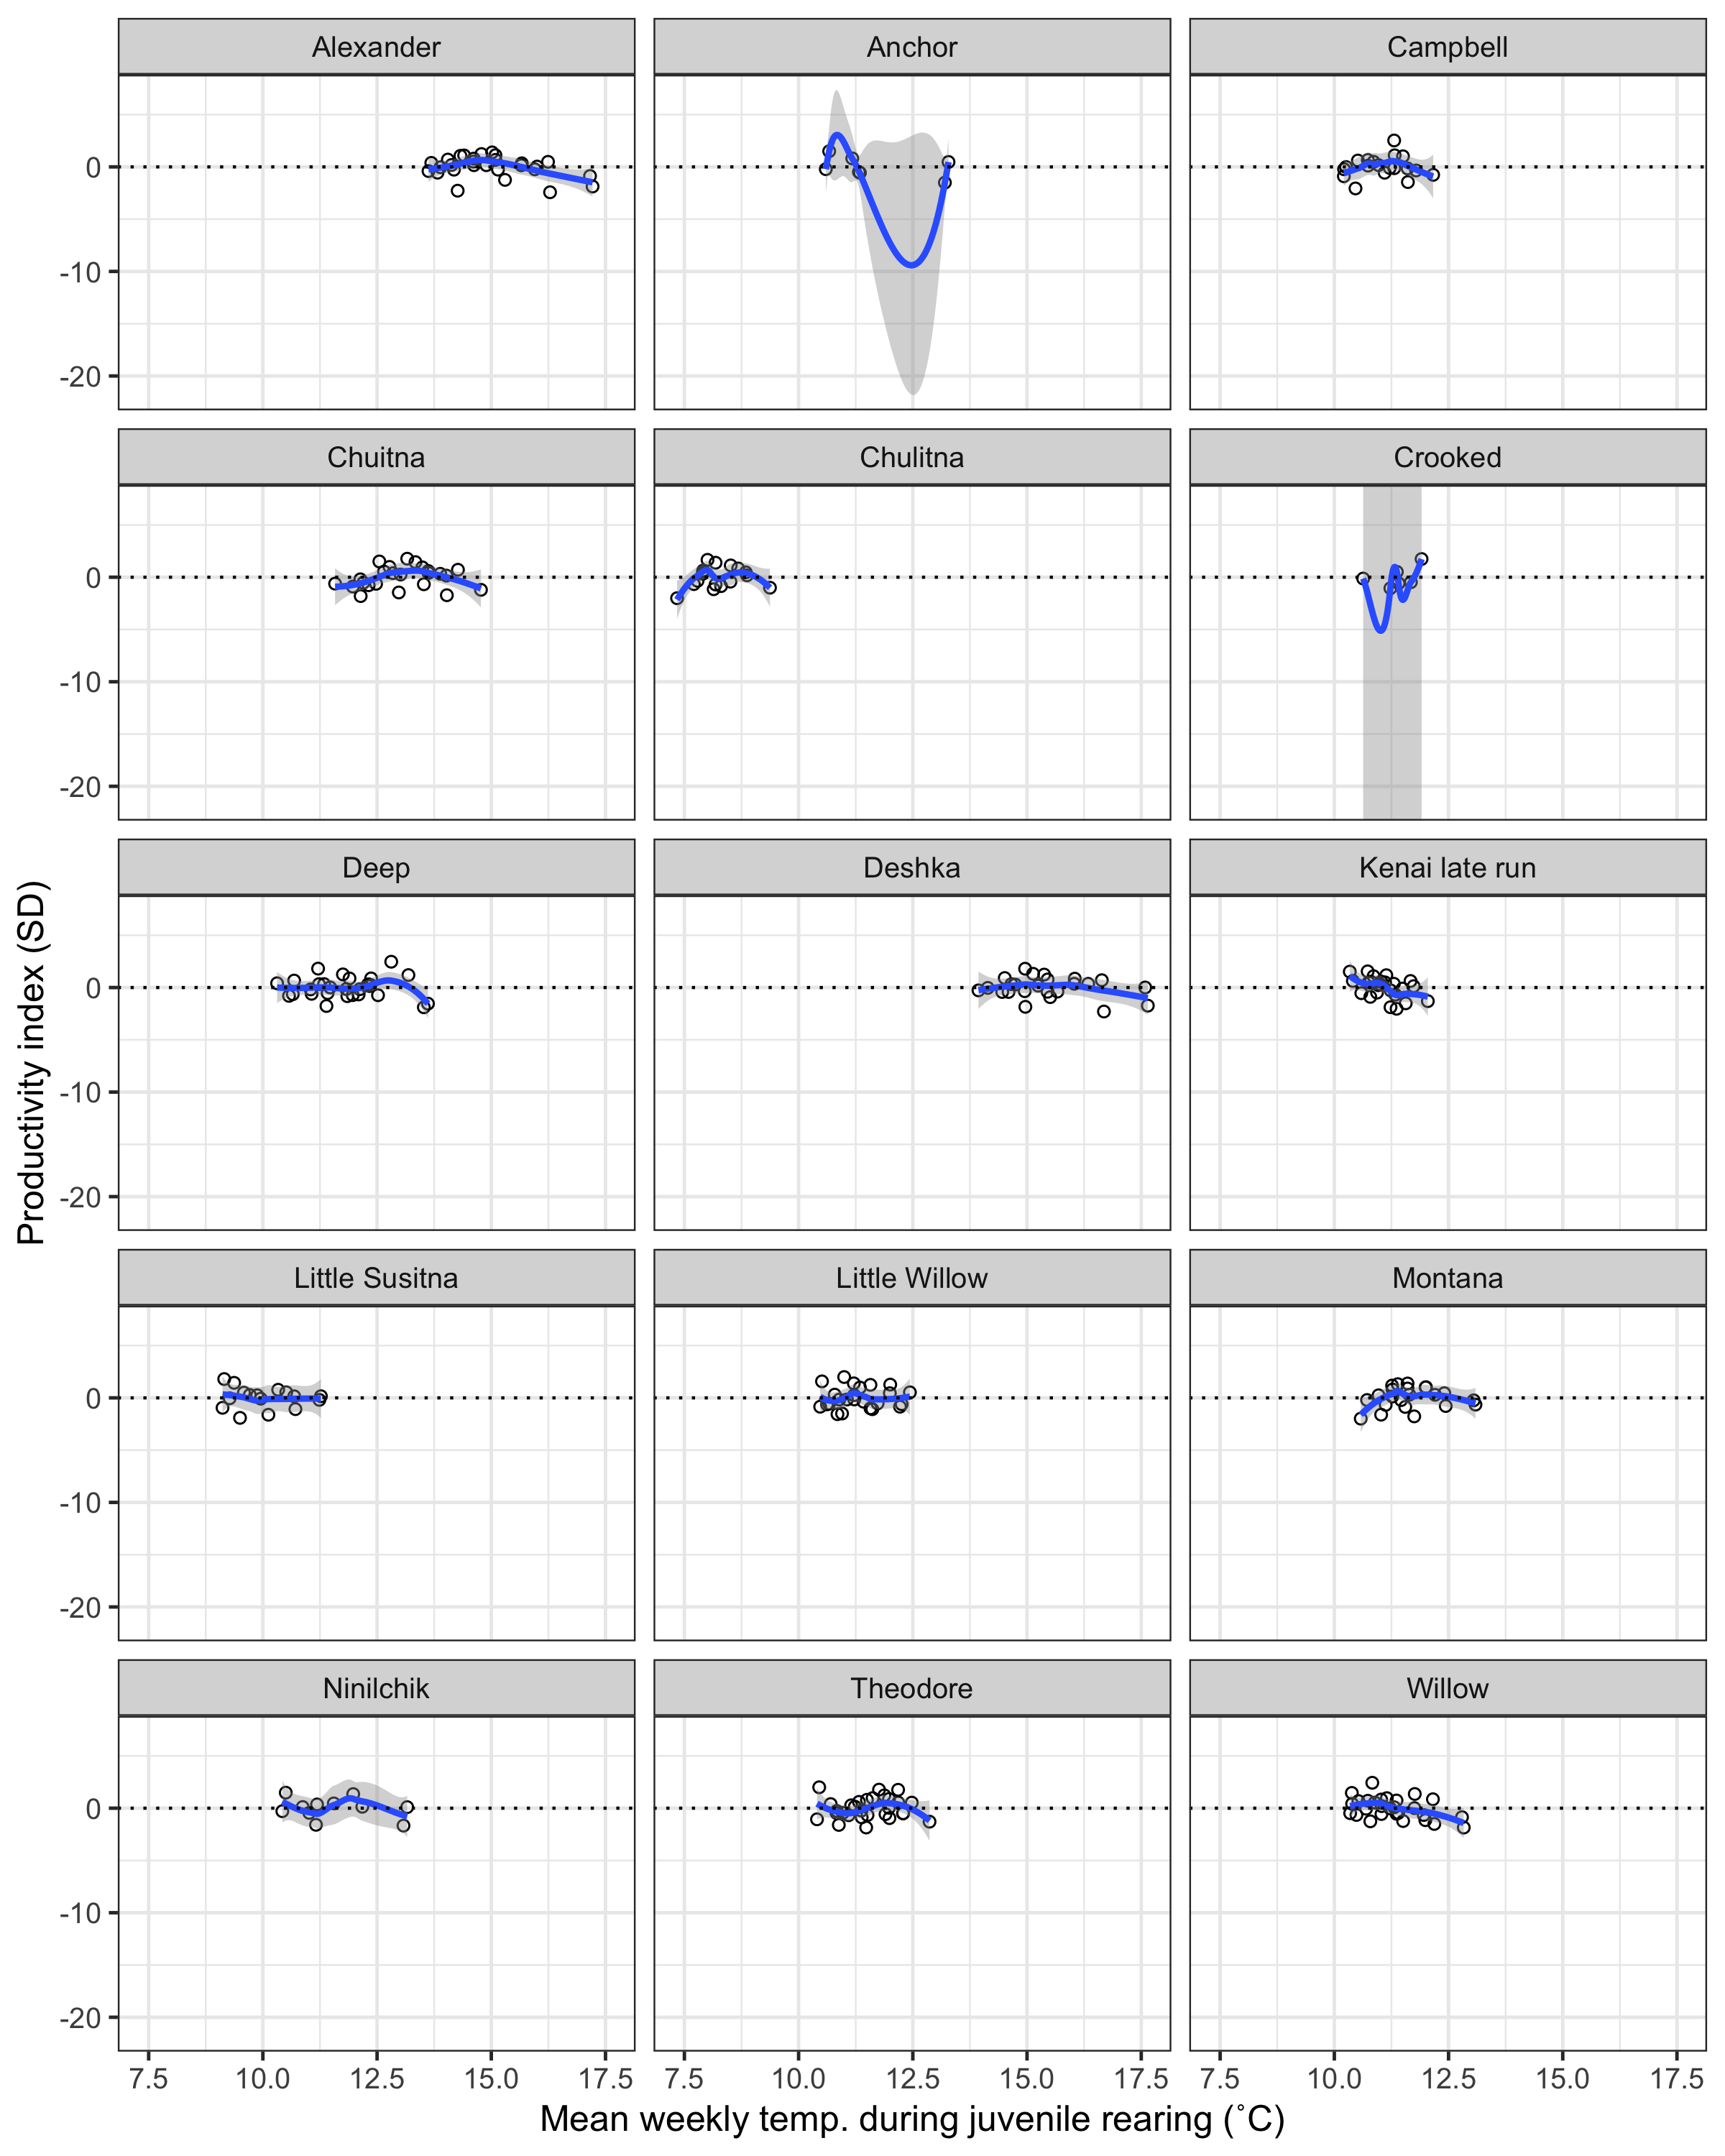 Alexander Anchor Campbell
0
-10
-20
Chuitna Chulitna Crooked
0
-10
-20
Deep Deshka Kenai late run
0
-10
-20
Productivity index (SD)
Little Susitna Little Willow Montana
0
-10
-20
Ninilchik Theodore Willow
0
-10
-20
7.5 10.0 12.5 15.0 17.5 7.5 10.0 12.5 15.0 17.5 7.5 10.0 12.5 15.0 17.5
Mean weekly temp. during juvenile rearing (˚C)